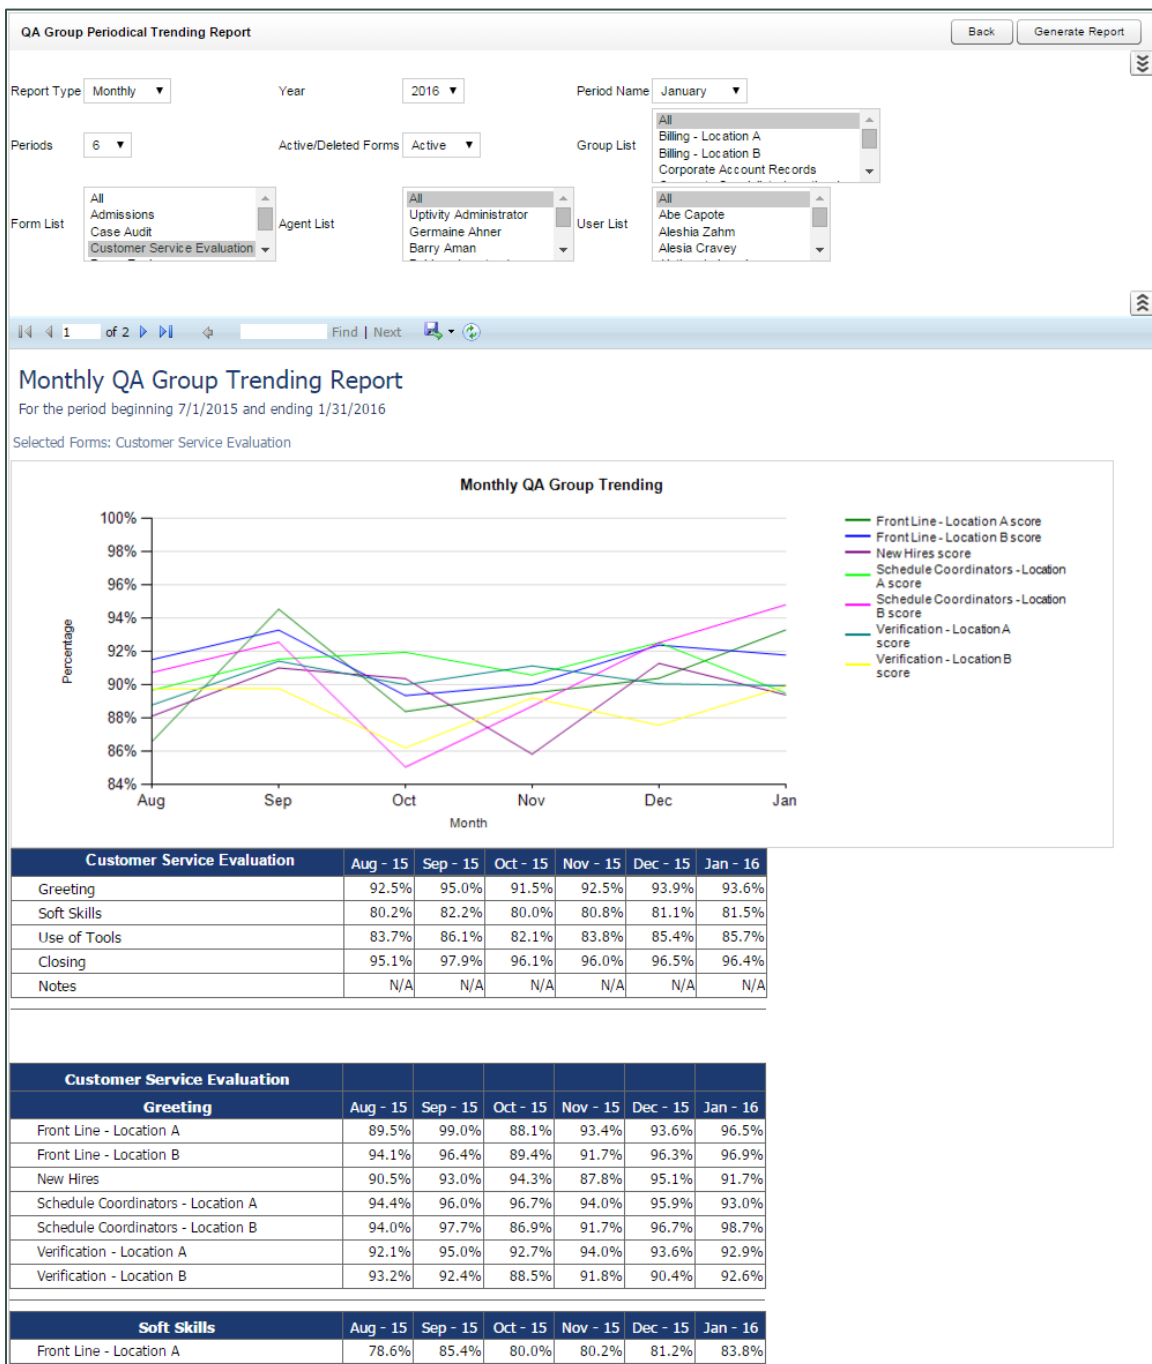 QA Group Periodical Trending Report
Back
Generate Report
Report Type Monthly
Year 2016
Period Name January
Periods 6
Active/Deleted Forms Active
Group List
All
Billing - Location A
Billing - Location B
Corporate Account Records
Form List
All
Admissions
Case Audit
Customer Service Evaluation
Agent List
All
Uptivity Administrator
Germaine Ahner
Barry Aman
User List
All
Abe Capote
Aleshia Zahm
Alesia Cravey
1 of 2 Find | Next
Monthly QA Group Trending Report
For the period beginning 7/1/2015 and ending 1/31/2016
Selected Forms: Customer Service Evaluation
Monthly QA Group Trending
100%
98%
96%
94%
92%
90%
88%
86%
84%
Percentage
Aug Sep Oct Nov Dec Jan
Month
Front Line - Location A score
Front Line - Location B score
New Hires score
Schedule Coordinators - Location
A score
Schedule Coordinators - Location
B score
Verification - Location A
score
Verification - Location B
score
Customer Service Evaluation Aug - 15 Sep - 15 Oct - 15 Nov - 15 Dec - 15 Jan - 16
Greeting 92.5% 95.0% 91.5% 92.5% 93.9% 93.6%
Soft Skills 80.2% 82.2% 80.0% 80.8% 81.1% 81.5%
Use of Tools 83.7% 86.1% 82.1% 83.8% 85.4% 85.7%
Closing 95.1% 97.9% 96.1% 96.0% 96.5% 96.4%
Notes N/A N/A N/A N/A N/A N/A
Customer Service Evaluation
Greeting Aug - 15 Sep - 15 Oct - 15 Nov - 15 Dec - 15 Jan - 16
Front Line - Location A 89.5% 99.0% 88.1% 93.4% 93.6% 96.5%
Front Line - Location B 94.1% 96.4% 89.4% 91.7% 96.3% 96.9%
New Hires 90.5% 93.0% 94.3% 87.8% 95.1% 91.7%
Schedule Coordinators - Location A 94.4% 96.0% 96.7% 94.0% 95.9% 93.0%
Schedule Coordinators - Location B 94.0% 97.7% 86.9% 91.7% 96.7% 98.7%
Verification - Location A 92.1% 95.0% 92.7% 94.0% 93.6% 92.9%
Verification - Location B 93.2% 92.4% 88.5% 91.8% 90.4% 92.6%
Soft Skills Aug - 15 Sep - 15 Oct - 15 Nov - 15 Dec - 15 Jan - 16
Front Line - Location A 78.6% 85.4% 80.0% 80.2% 81.2% 83.8%